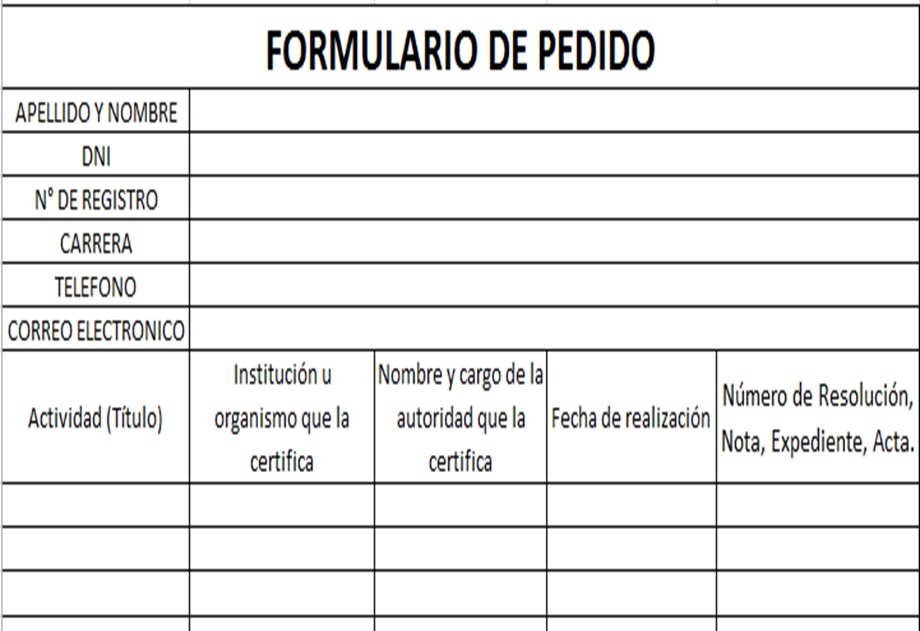 FORMULARIO DE PEDIDO
APELLIDO Y NOMBRE
DNI
N° DE REGISTRO
CARRERA
TELEFONO
CORREO ELECTRONICO
Actividad (Título)
Institución u
organismo que la
certifica
Nombre y cargo de la
autoridad que la
certifica
Fecha de realización
Número de Resolución,
Nota, Expediente, Acta.